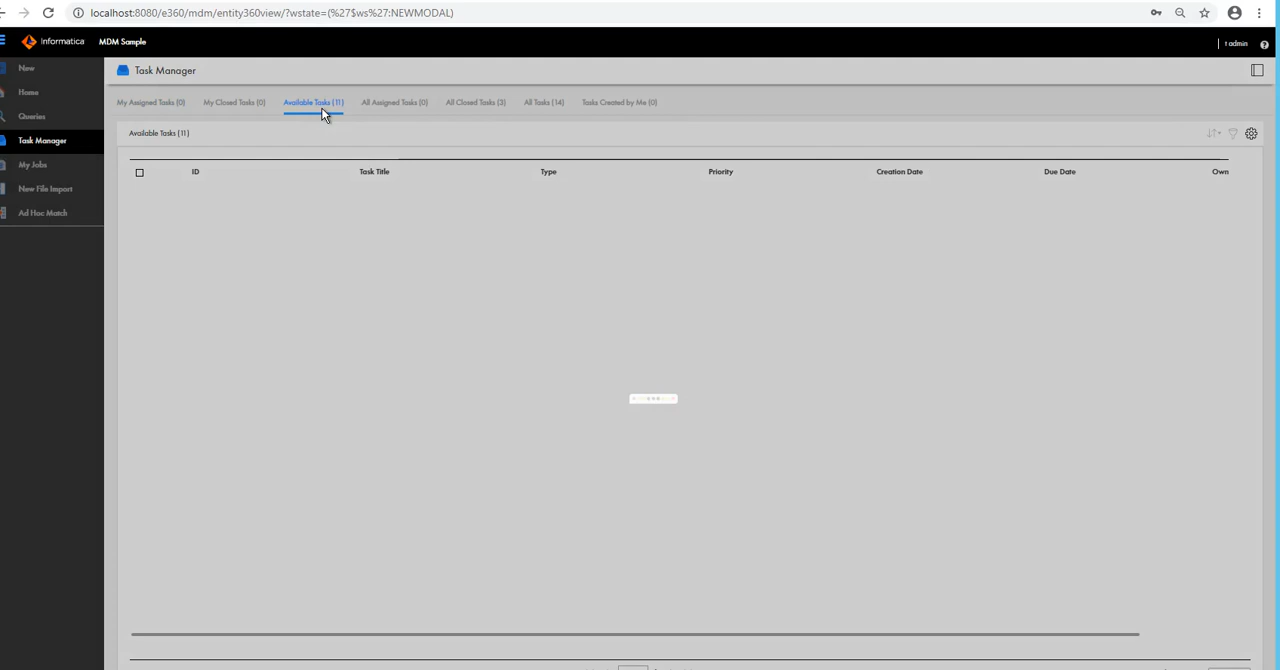 localhost:8080/e360/mdm/entity360view/?wstate=(%27$ws%27:NEWMODAL)
Informatica MDM Sample t admin
New
Home
Queries
Task Manager
My Jobs
New File Import
Ad Hoc Match
Task Manager
My Assigned Tasks (0) My Closed Tasks (0) Available Tasks (11) All Assigned Tasks (0) All Closed Tasks (3) All Tasks (14) Tasks Created by Me (0)
Available Tasks (11)
ID Task Title Type Priority Creation Date Due Date Own